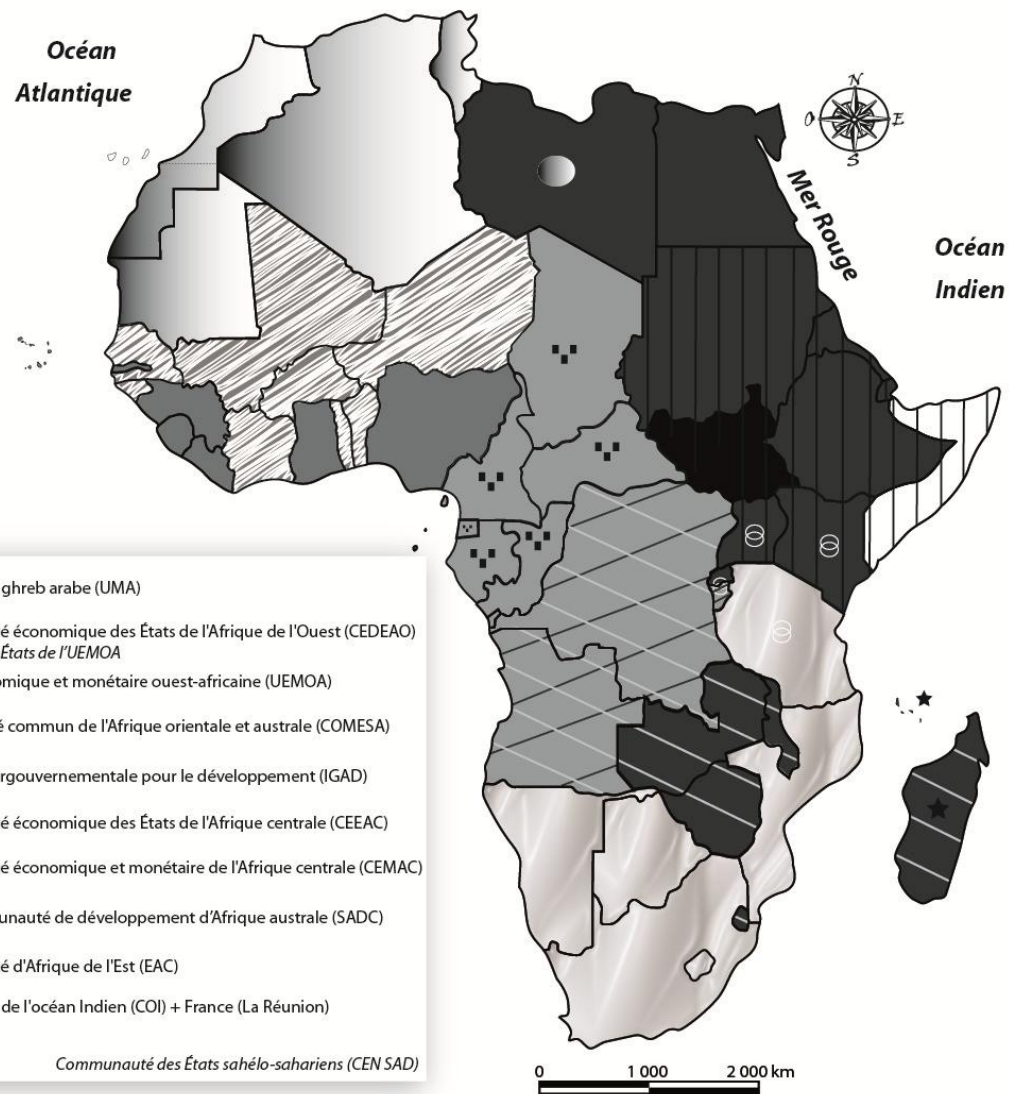 Océan
Atlantique
N
O
E
S
Mer Rouge
Océan
Indien
ghreb arabe (UMA)
é économique des États de l'Afrique de l'Ouest (CEDEAO)
États de l'UEMOA
omique et monétaire ouest-africaine (UEMOA)
é commun de l'Afrique orientale et australe (COMESA)
rgouvernementale pour le développement (IGAD)
é économique des États de l'Afrique centrale (CEEAC)
é économique et monétaire de l'Afrique centrale (CEMAC)
unauté de développement d'Afrique australe (SADC)
é d'Afrique de l'Est (EAC)
de l'océan Indien (COI) + France (La Réunion)
Communauté des États sahélo-sahariens (CEN SAD)
0 1 000 2 000 km